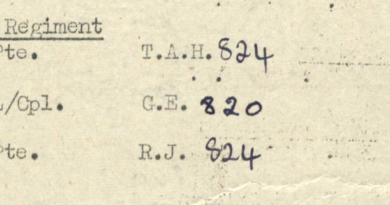 Regiment
Pte. T.A.H. 824
L/Cpl. G.E. 820
Pte. R.J. 824